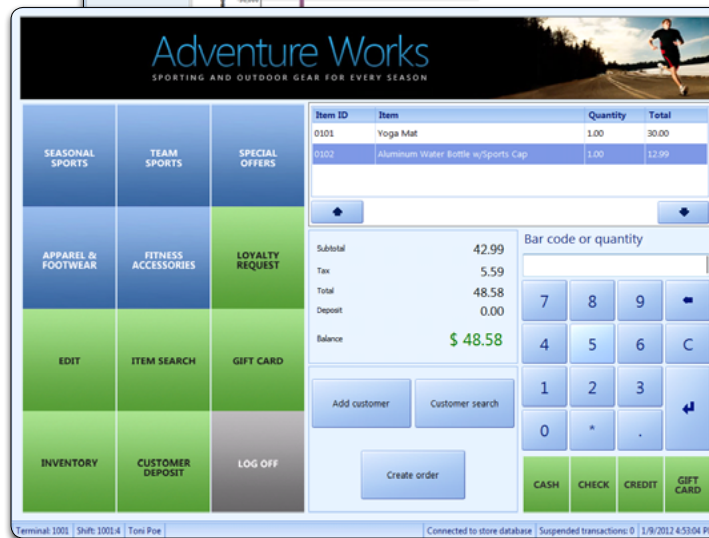 Adventure Works
SPORTING AND OUTDOOR GEAR FOR EVERY SEASON
SEASONAL SPORTS
TEAM SPORTS
SPECIAL OFFERS
APPAREL & FOOTWEAR
FITNESS ACCESSORIES
LOYALTY REQUEST
EDIT
ITEM SEARCH
GIFT CARD
INVENTORY
CUSTOMER DEPOSIT
LOG OFF
Item ID Item Quantity Total
0101 Yoga Mat 1.00 30.00
0102 Aluminum Water Bottle w/Sports Cap 1.00 12.99
Subtotal 42.99
Tax 5.59
Total 48.58
Deposit 0.00
Balance $ 48.58
Add customer
Customer search
Create order
Bar code or quantity
7 8 9
4 5 6 C
1 2 3
0 * .
CASH
CHECK
CREDIT
GIFT CARD
Terminal: 1001 Shift: 1001:4 Toni Poe Connected to store database Suspended transactions: 0 1/9/2012 4:53:04